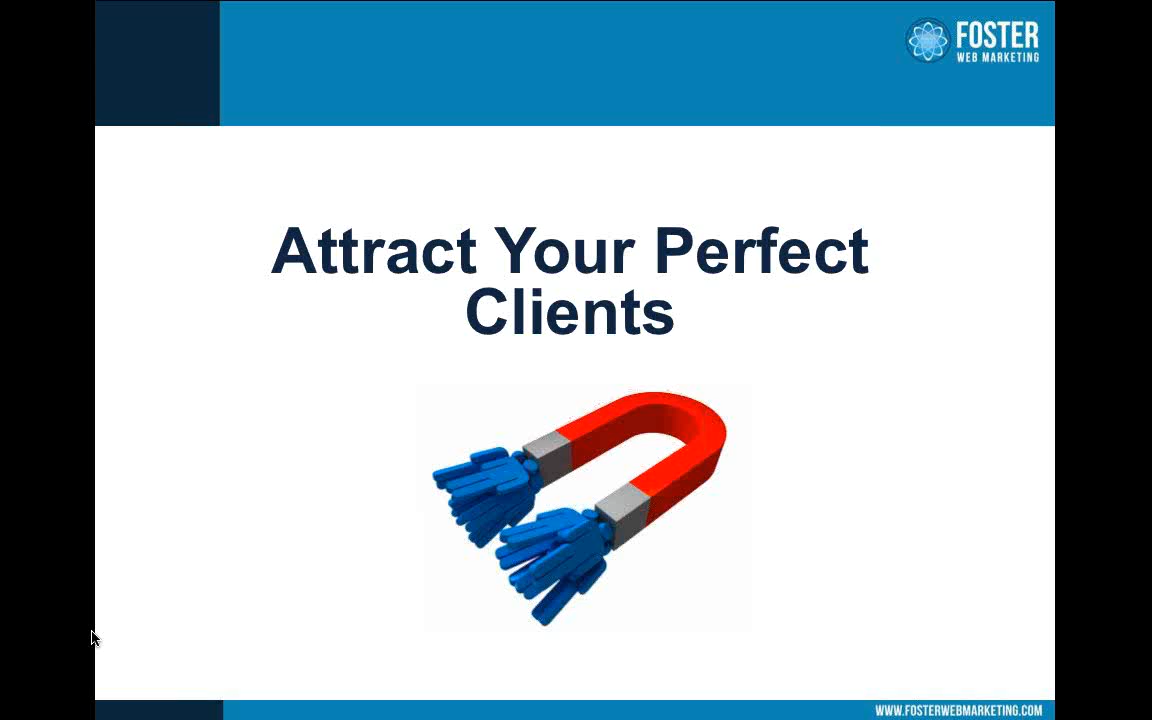 FOSTER
WEB MARKETING
Attract Your Perfect
Clients
WWW.FOSTERWEBMARKETING.COM